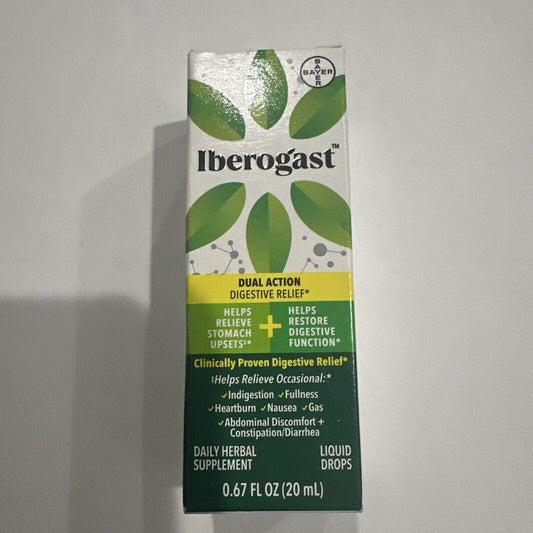 BAYER
BAYER
Iberogast™
DUAL ACTION
DIGESTIVE RELIEF*
HELPS
RELIEVE
STOMACH
UPSETS‡*
+
HELPS
RESTORE
DIGESTIVE
FUNCTION*
Clinically Proven Digestive Relief*
‡Helps Relieve Occasional:*
✓Indigestion ✓Fullness
✓Heartburn ✓Nausea ✓Gas
✓Abdominal Discomfort +
Constipation/Diarrhea
DAILY HERBAL
SUPPLEMENT
LIQUID
DROPS
0.67 FL OZ (20 mL)